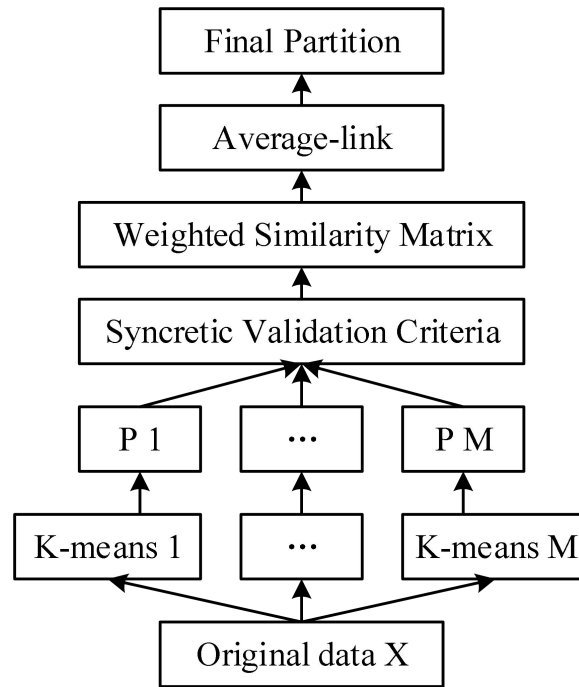 Final Partition
Average-link
Weighted Similarity Matrix
Syncretic Validation Criteria
P 1
...
P M
K-means 1
...
K-means M
Original data X